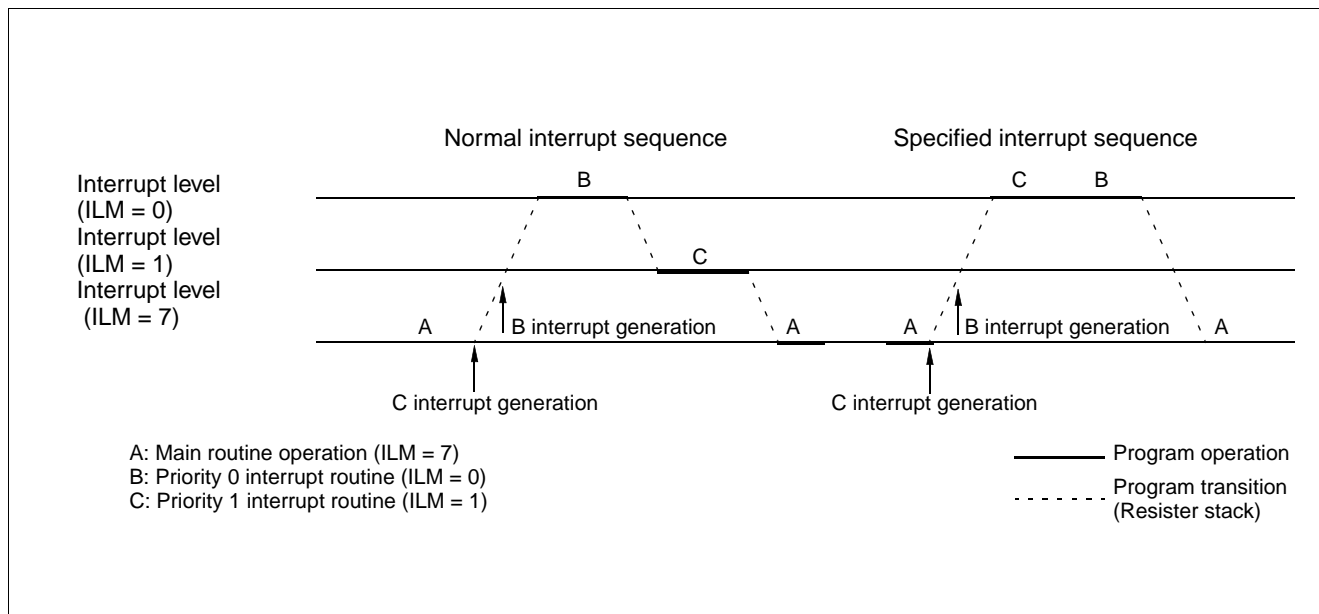 Normal interrupt sequence
Specified interrupt sequence
Interrupt level
(ILM = 0)
B
C B
Interrupt level
(ILM = 1)
C
Interrupt level
(ILM = 7)
A
B interrupt generation
A
A
B interrupt generation
A
C interrupt generation
C interrupt generation
A: Main routine operation (ILM = 7)
B: Priority 0 interrupt routine (ILM = 0)
C: Priority 1 interrupt routine (ILM = 1)
Program operation
Program transition
(Resister stack)